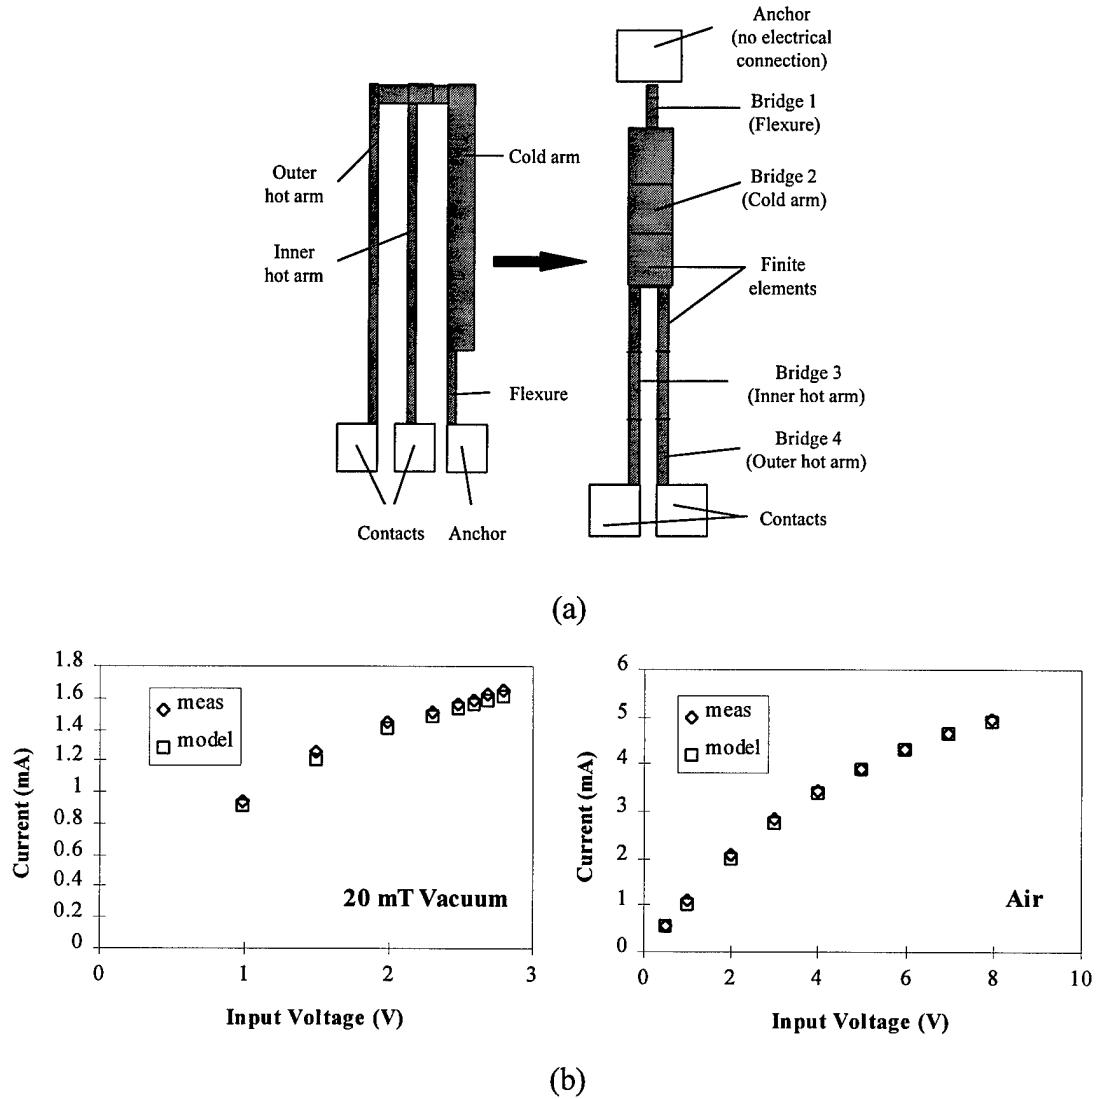 Anchor
(no electrical
connection)
Bridge 1
(Flexure)
Cold arm
Outer
hot arm
Bridge 2
(Cold arm)
Inner
hot arm
Finite
elements
Bridge 3
(Inner hot arm)
Flexure
Bridge 4
(Outer hot arm)
Contacts
Anchor
Contacts
(a)
1.8
1.6
1.4
1.2
1
0.8
0.6
0.4
0.2
0
Current (mA)
meas
model
20 mT Vacuum
0
1
2
3
Input Voltage (V)
6
5
4
3
2
1
0
Current (mA)
meas
model
Air
0
2
4
6
8
10
Input Voltage (V)
(b)